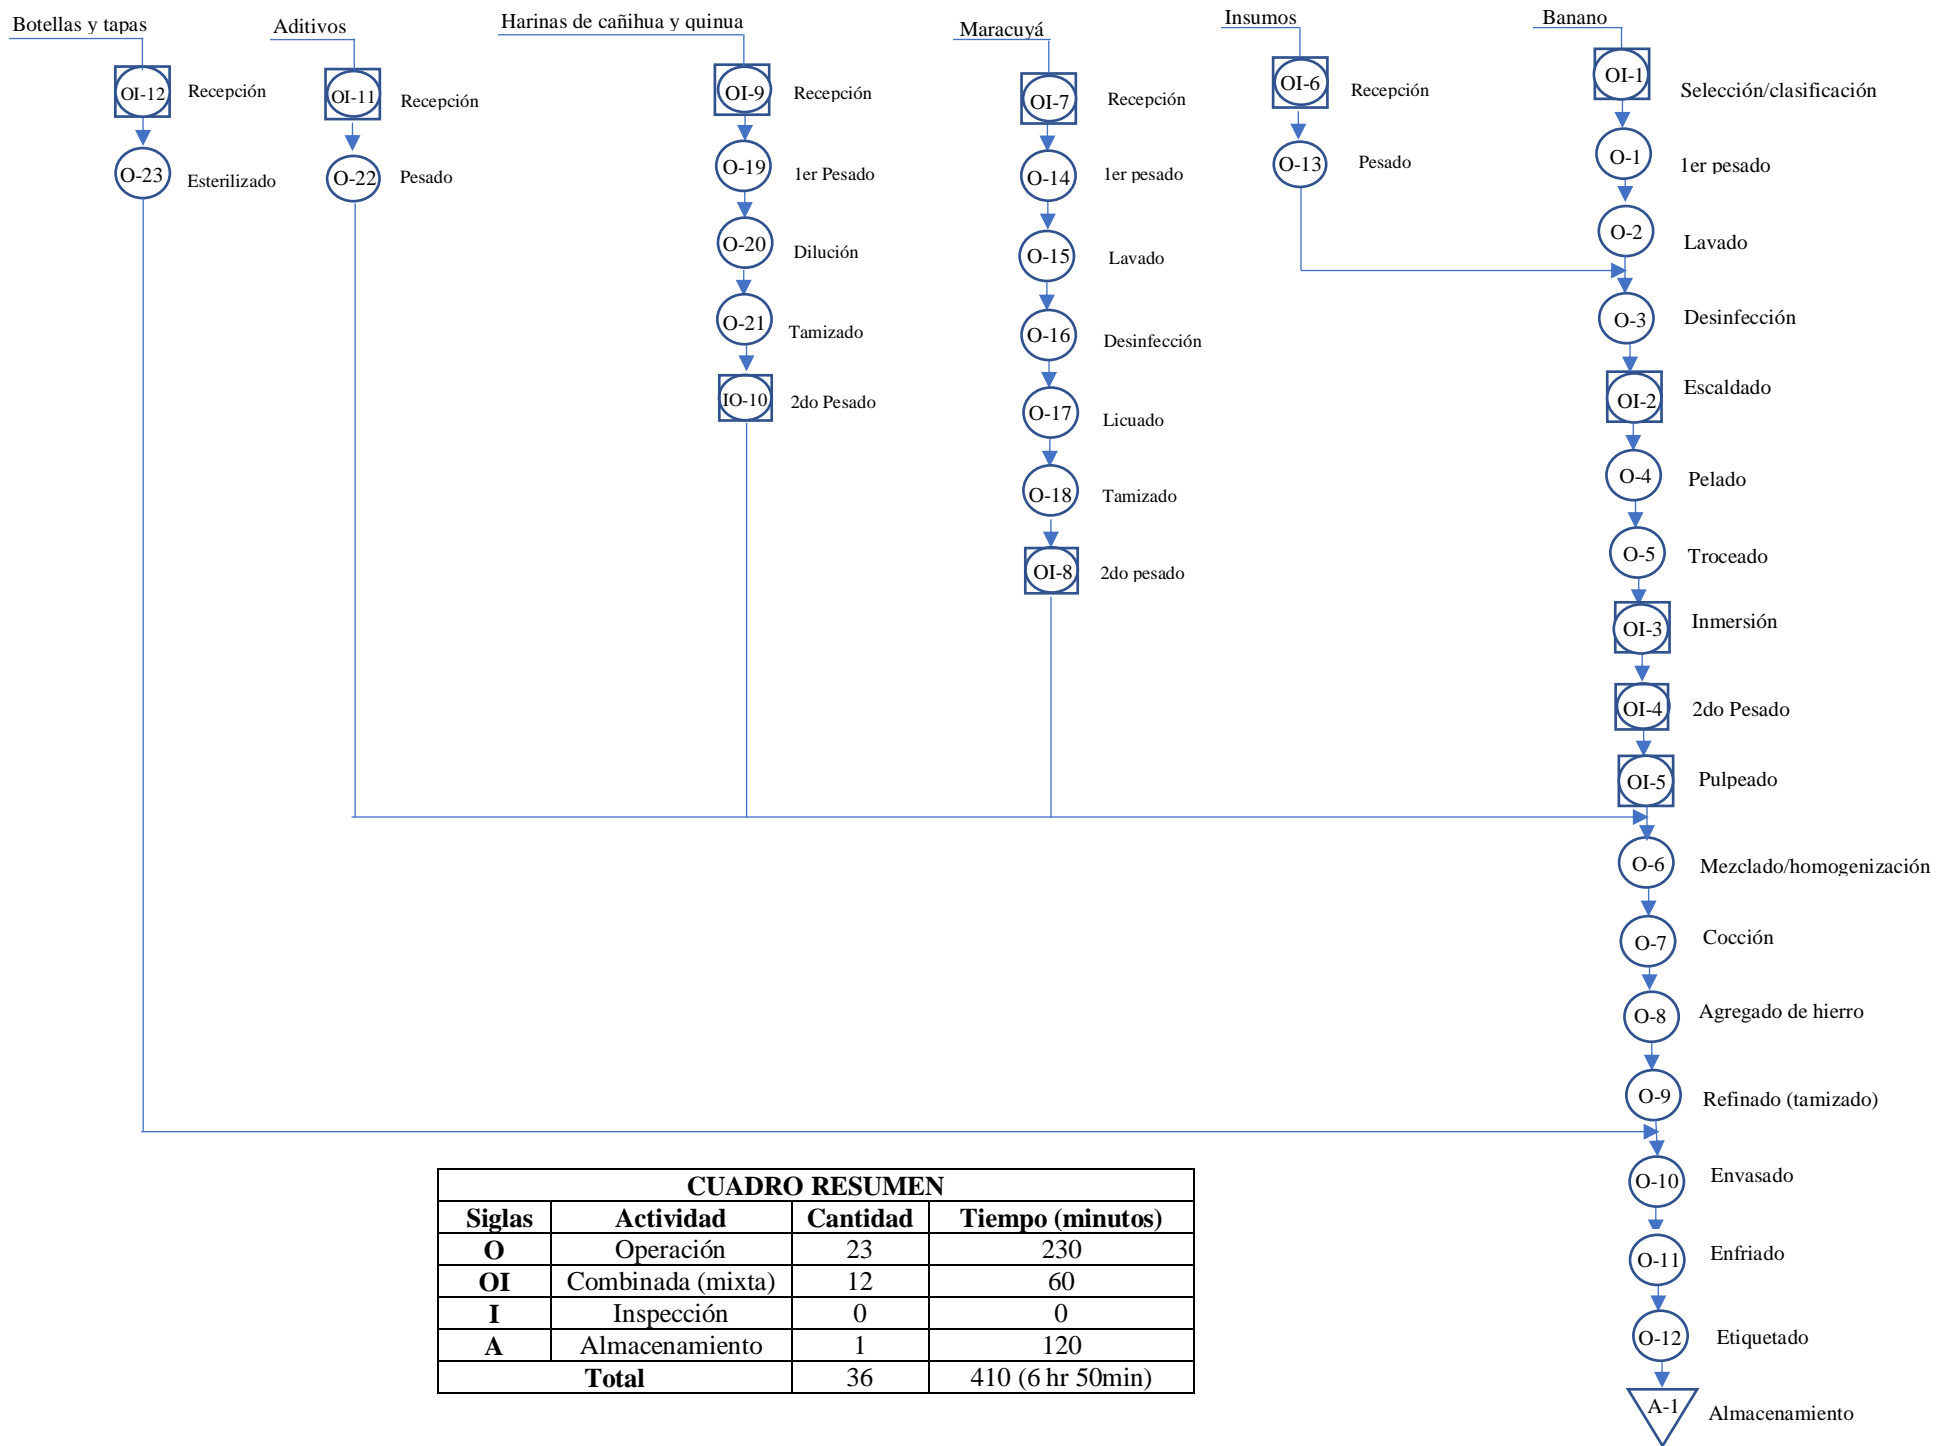 Botellas y tapas
OI-12 Recepción
O-23 Esterilizado
Aditivos
OI-11 Recepción
O-22 Pesado
Harinas de cañihua y quinua
OI-9 Recepción
O-19 1er Pesado
O-20 Dilución
O-21 Tamizado
IO-10 2do Pesado
Maracuyá
OI-7 Recepción
O-14 1er pesado
O-15 Lavado
O-16 Desinfección
O-17 Licuado
O-18 Tamizado
OI-8 2do pesado
Insumos
OI-6 Recepción
O-13 Pesado
Banano
OI-1 Selección/clasificación
O-1 1er pesado
O-2 Lavado
O-3 Desinfección
OI-2 Escaldado
O-4 Pelado
O-5 Troceado
OI-3 Inmersión
OI-4 2do Pesado
OI-5 Pulpeado
O-6 Mezclado/homogenización
O-7 Cocción
O-8 Agregado de hierro
O-9 Refinado (tamizado)
O-10 Envasado
O-11 Enfriado
O-12 Etiquetado
A-1 Almacenamiento
CUADRO RESUMEN
Siglas Actividad Cantidad Tiempo (minutos)
O Operación 23 230
OI Combinada (mixta) 12 60
I Inspección 0 0
A Almacenamiento 1 120
Total 36 410 (6 hr 50min)